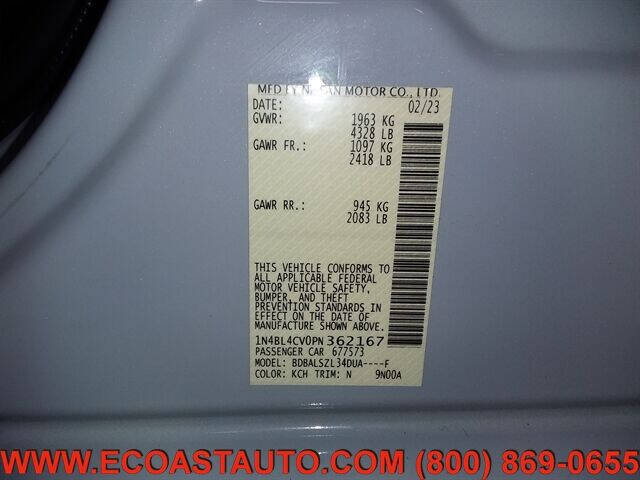 MFD BY NISSAN MOTOR CO., LTD.
DATE: 02/23
GVWR: 1963 KG
4328 LB
GAWR FR.: 1097 KG
2418 LB
GAWR RR.: 945 KG
2083 LB
THIS VEHICLE CONFORMS TO
ALL APPLICABLE FEDERAL
MOTOR VEHICLE SAFETY,
BUMPER, AND THEFT
PREVENTION STANDARDS IN
EFFECT ON THE DATE OF
MANUFACTURE SHOWN ABOVE.
1N4BL4CV0PN362167
PASSENGER CAR 677573
MODEL: BDBALSZL34DUA----F
COLOR: KCH TRIM: N 9N00A
WWW.ECOASTAUTO.COM (800) 869-0655